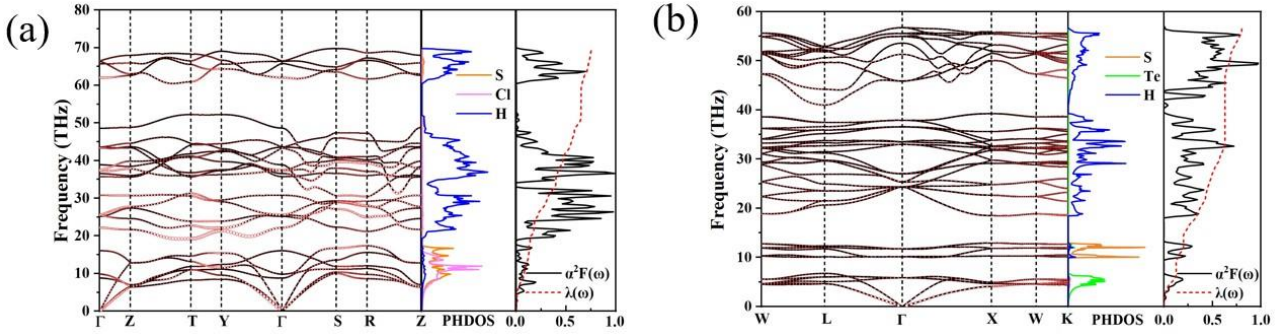 (a)
Frequency (THz)
80
70
60
50
40
30
20
10
0
Γ Z T Y Γ S R Z PHDOS 0.0 0.5 1.0
S
Cl
H
α²F(ω)
λ(ω)
(b)
Frequency (THz)
60
50
40
30
20
10
0
W L Γ X W K PHDOS 0.0 0.5 1.0
S
Te
H
α²F(ω)
λ(ω)